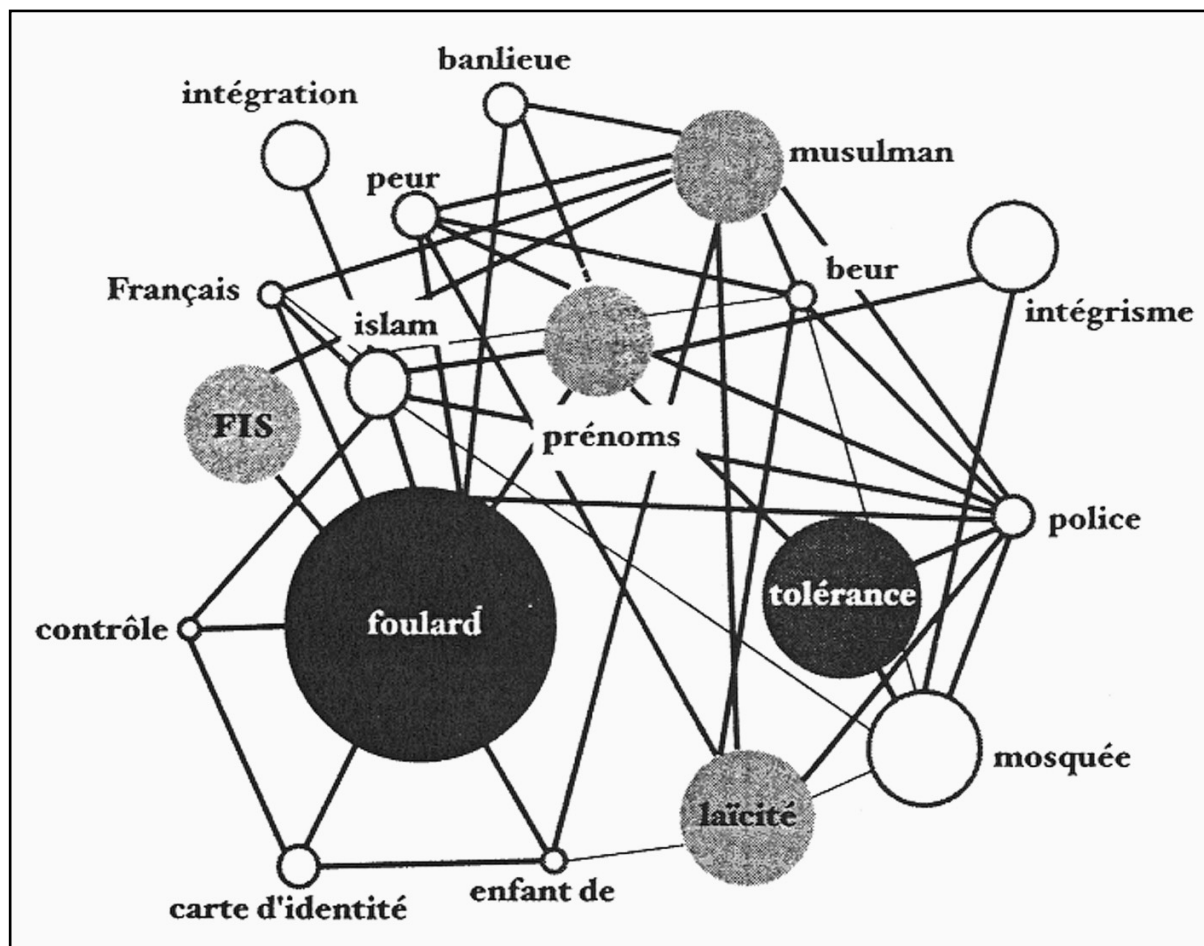 banlieue
intégration
musulman
peur
beur
Français
intégrisme
islam
FIS
prénoms
police
tolérance
foulard
contrôle
mosquée
laïcité
enfant de
carte d'identité